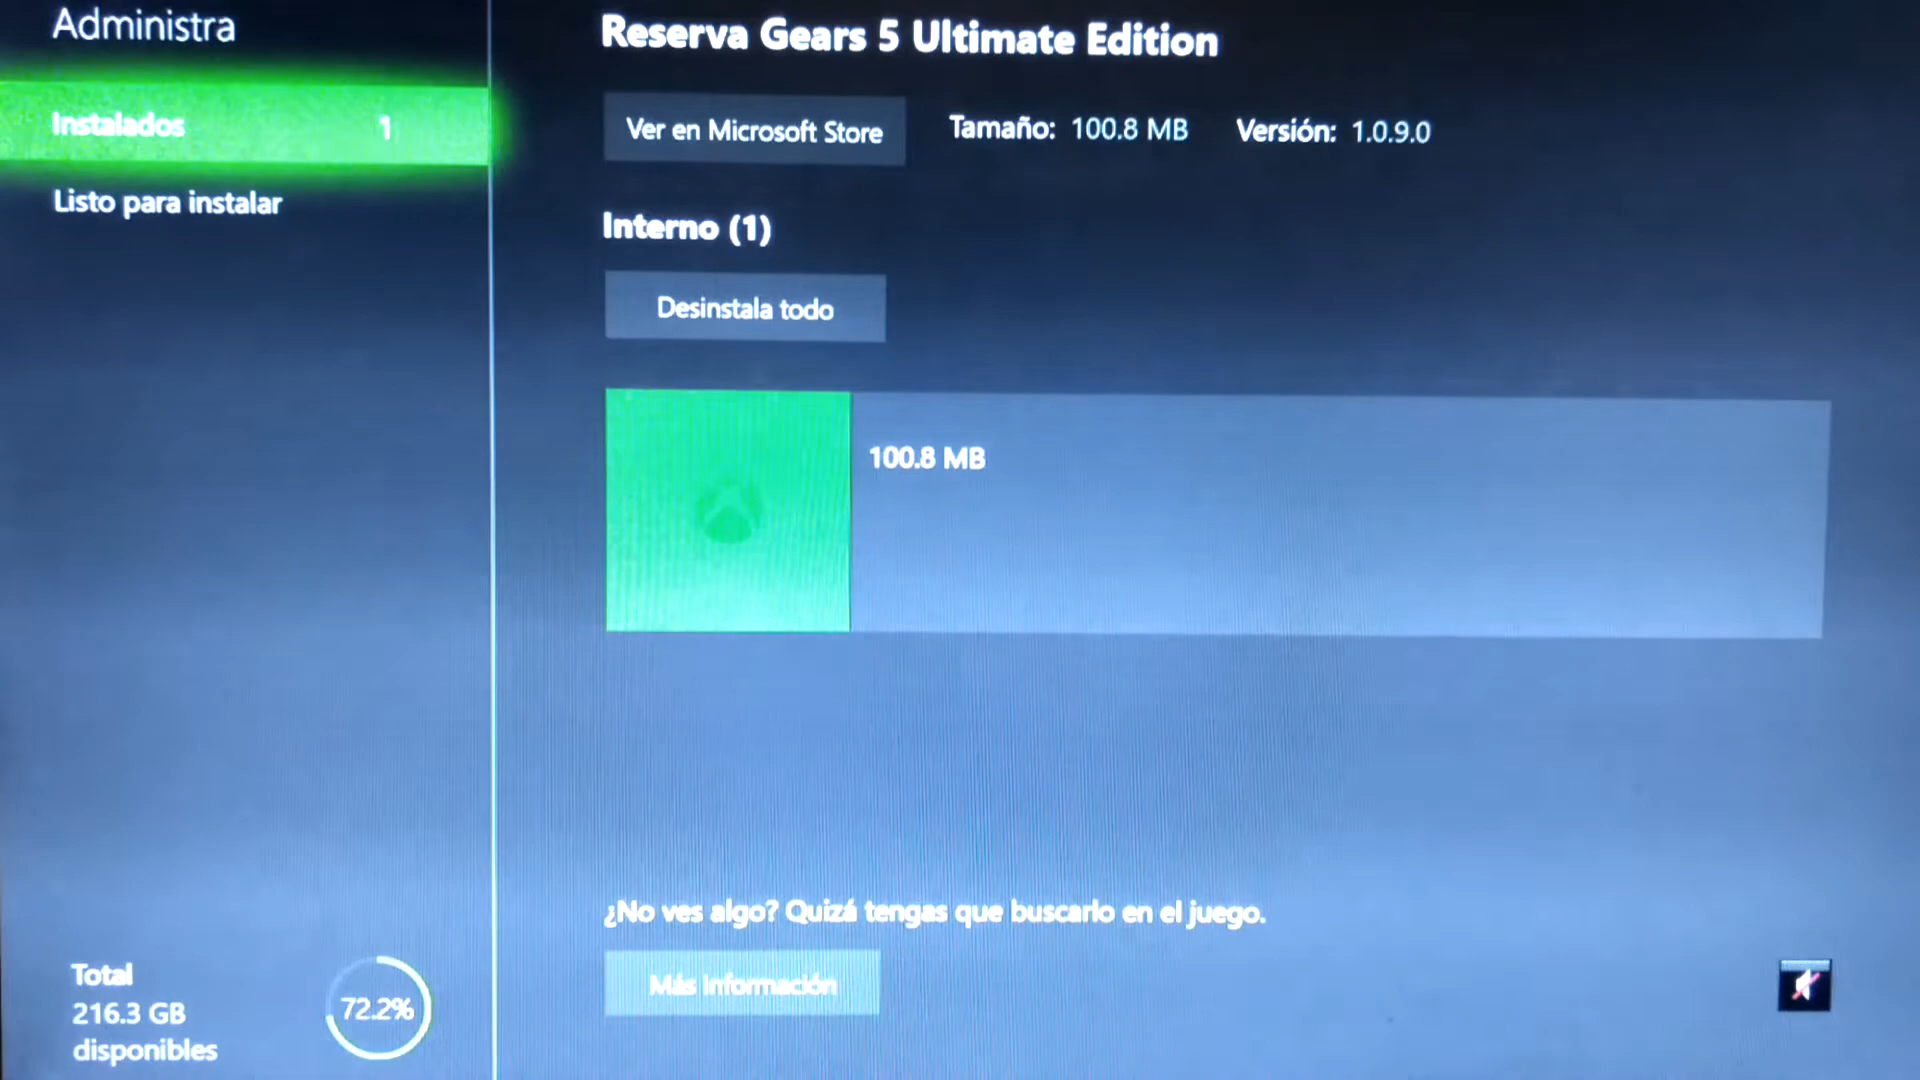 Administra
Instalados 1
Listo para instalar
Total
216.3 GB
disponibles
72.2%
Reserva Gears 5 Ultimate Edition
Ver en Microsoft Store
Tamaño: 100.8 MB
Versión: 1.0.9.0
Interno (1)
Desinstala todo
100.8 MB
¿No ves algo? Quizá tengas que buscarlo en el juego.
Más información